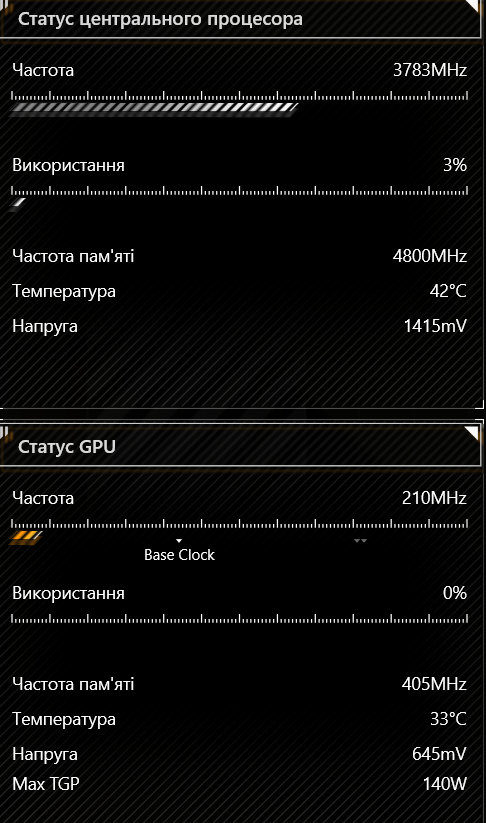 Статус центрального процесора
Частота 3783MHz
Використання 3%
Частота пам'яті 4800MHz
Температура 42°C
Напруга 1415mV
Статус GPU
Частота 210MHz
Base Clock
Використання 0%
Частота пам'яті 405MHz
Температура 33°C
Напруга 645mV
Max TGP 140W